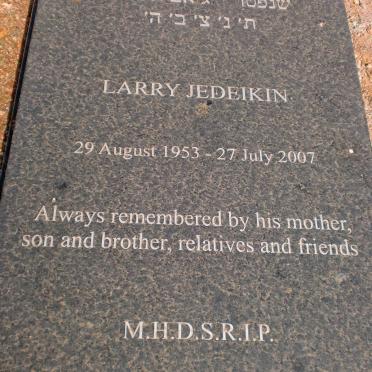 שנפטר
ת' נ' צ' ב' ה'
LARRY JEDEIKIN
29 August 1953 - 27 July 2007
Always remembered by his mother,
son and brother, relatives and friends
M.H.D.S.R.I.P.